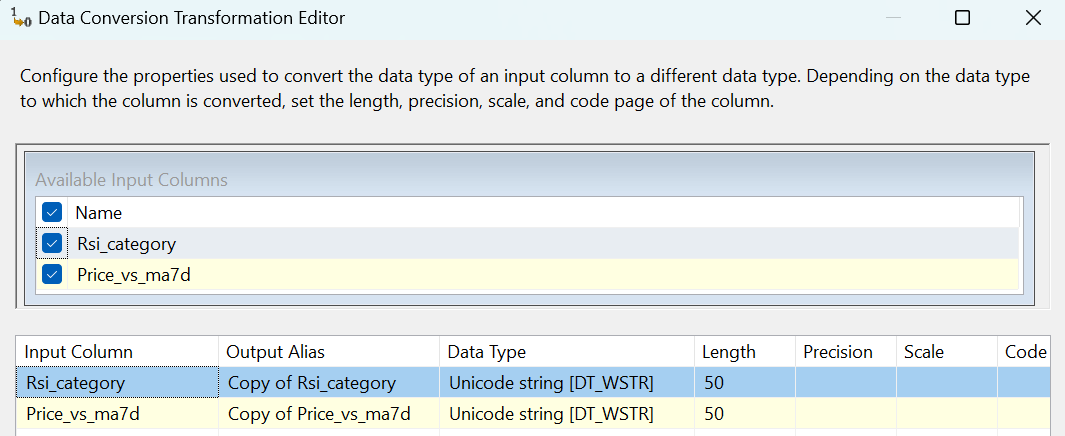 Data Conversion Transformation Editor
Configure the properties used to convert the data type of an input column to a different data type. Depending on the data type
to which the column is converted, set the length, precision, scale, and code page of the column.
Available Input Columns
Name
Rsi_category
Price_vs_ma7d
Input Column Output Alias Data Type Length Precision Scale Code
Rsi_category Copy of Rsi_category Unicode string [DT_WSTR] 50
Price_vs_ma7d Copy of Price_vs_ma7d Unicode string [DT_WSTR] 50